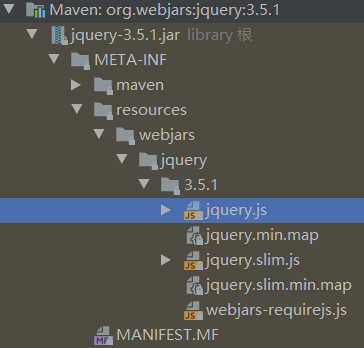 Maven: org.webjars:jquery:3.5.1
jquery-3.5.1.jar library 根
META-INF
maven
resources
webjars
jquery
3.5.1
jquery.js
jquery.min.map
jquery.slim.js
jquery.slim.min.map
webjars-requirejs.js
MANIFEST.MF